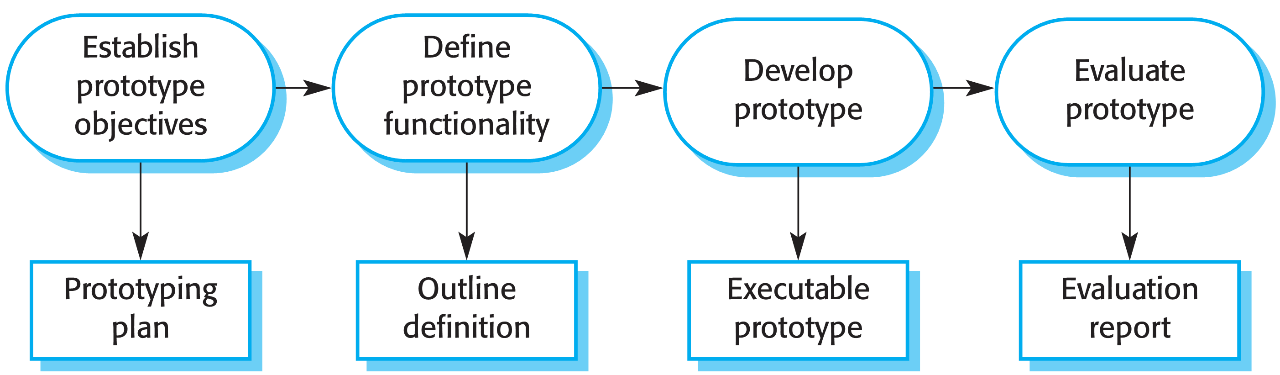 Establish
prototype
objectives
Define
prototype
functionality
Develop
prototype
Evaluate
prototype
Prototyping
plan
Outline
definition
Executable
prototype
Evaluation
report